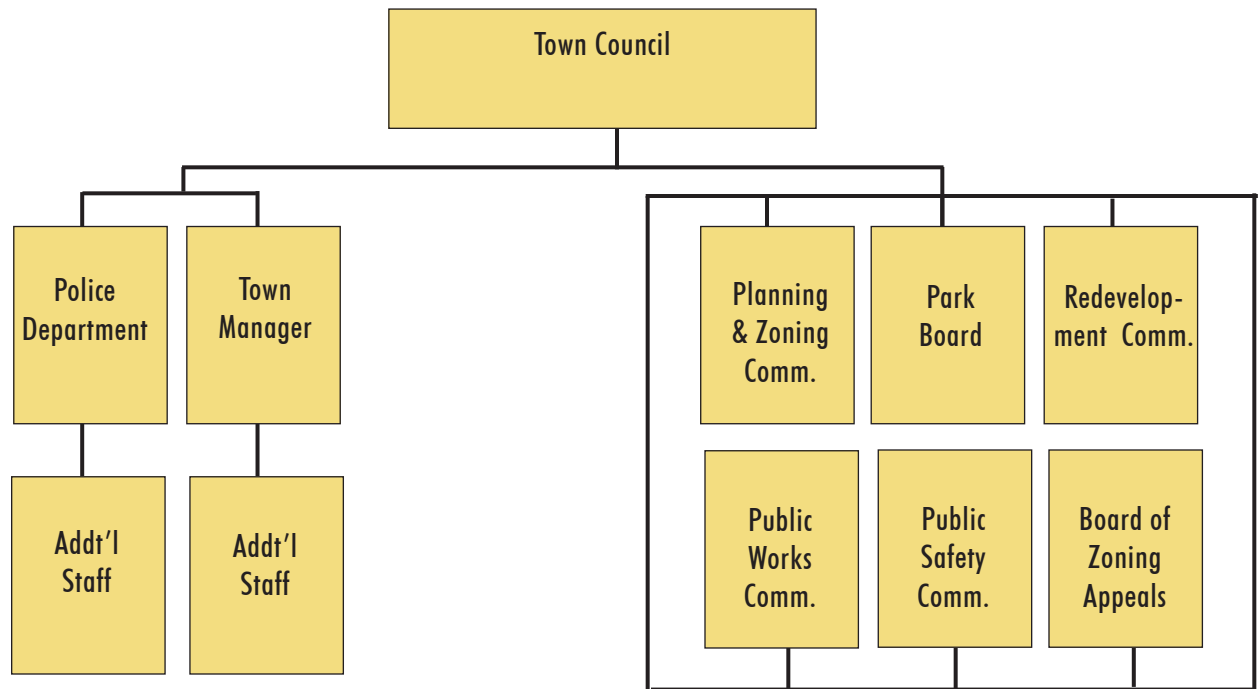 Town Council
Police
Department
Town
Manager
Planning
& Zoning
Comm.
Park
Board
Redevelop-
ment Comm.
Addt'l
Staff
Addt'l
Staff
Public
Works
Comm.
Public
Safety
Comm.
Board of
Zoning
Appeals